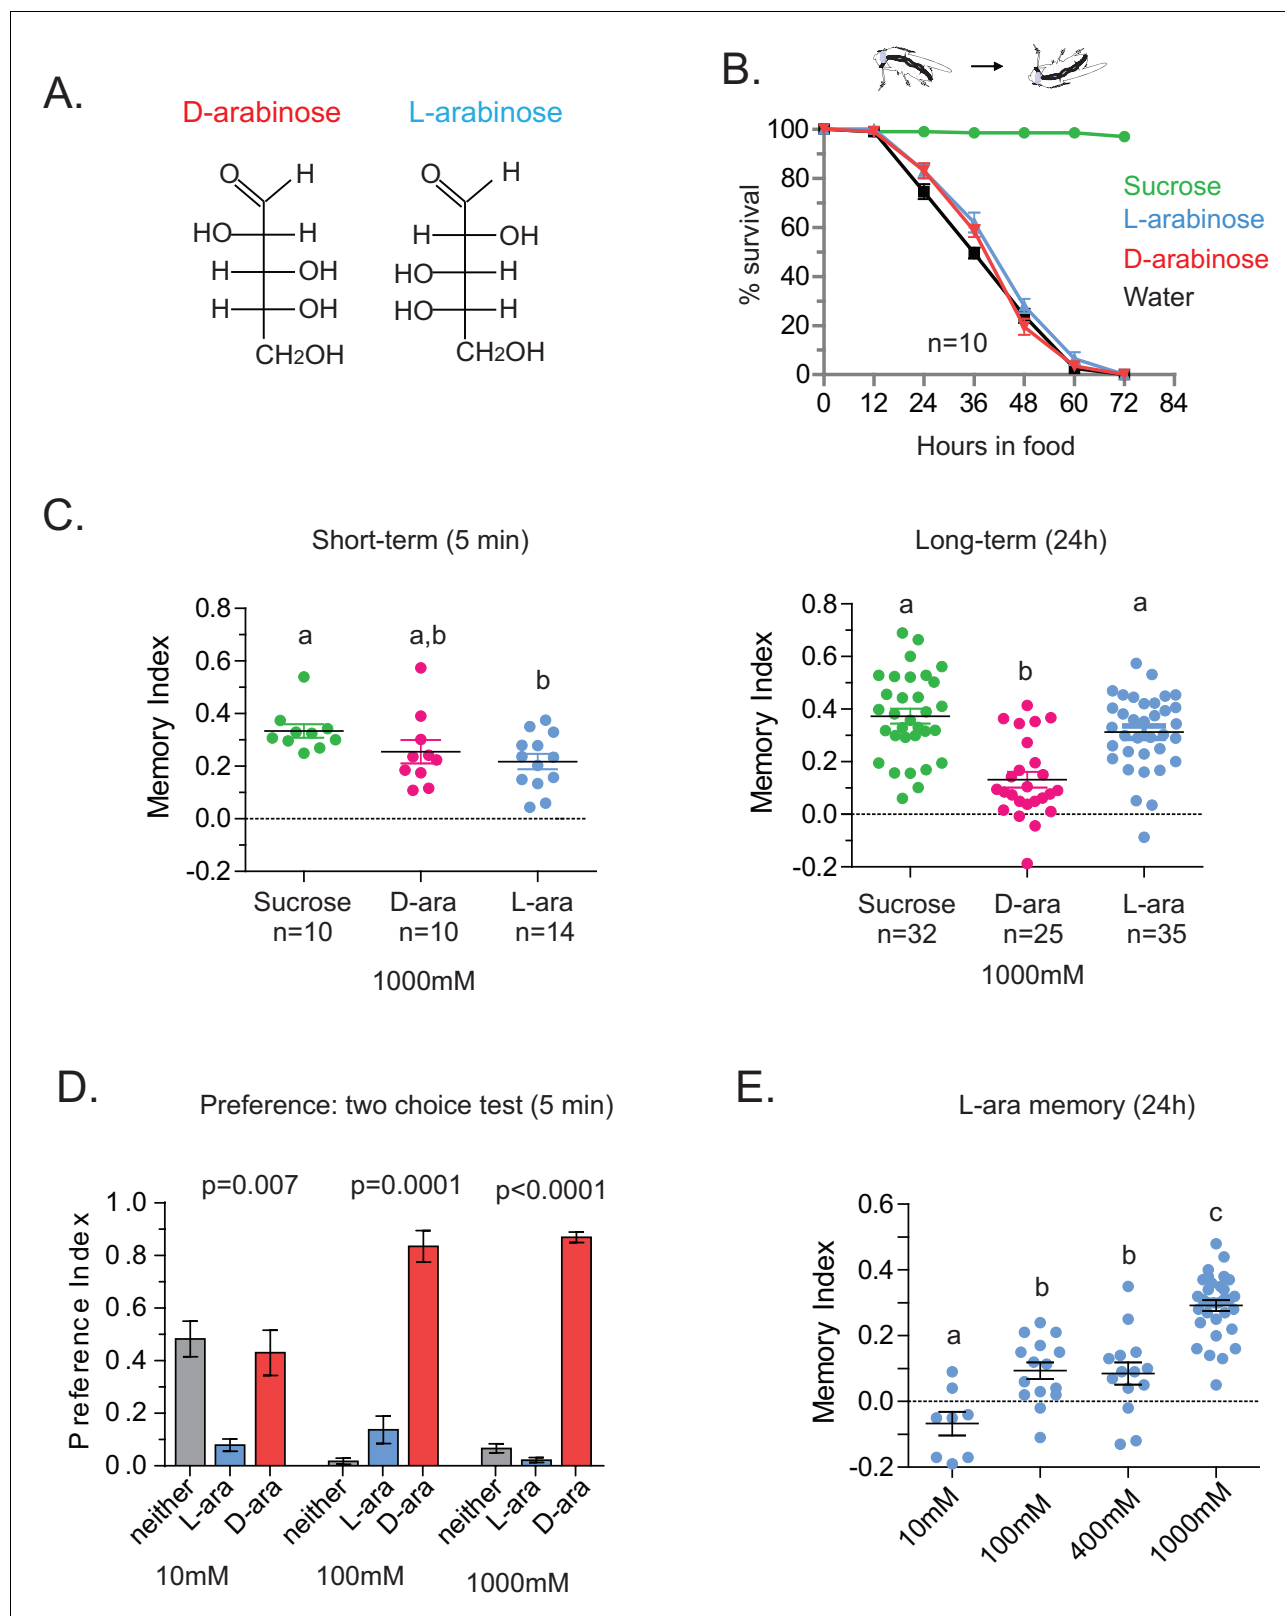 A.
D-arabinose
L-arabinose
O H
HO H
H OH
H OH
CH2OH
O H
H OH
HO H
HO H
CH2OH
B.
100
80
60
40
20
0
% survival
0 12 24 36 48 60 72 84
Hours in food
n=10
Sucrose
L-arabinose
D-arabinose
Water
C.
Short-term (5 min)
Memory Index
0.8
0.6
0.4
0.2
0.0
-0.2
a a,b b
Sucrose D-ara L-ara
n=10 n=10 n=14
1000mM
Long-term (24h)
Memory Index
0.8
0.6
0.4
0.2
0.0
-0.2
a b a
Sucrose D-ara L-ara
n=32 n=25 n=35
1000mM
D.
Preference: two choice test (5 min)
p=0.007 p=0.0001 p<0.0001
Preference Index
1.0
0.8
0.6
0.4
0.2
0.0
neither L-ara D-ara neither L-ara D-ara neither L-ara D-ara
10mM 100mM 1000mM
E.
L-ara memory (24h)
Memory Index
0.6
0.4
0.2
0.0
-0.2
a b b c
10mM 100mM 400mM 1000mM